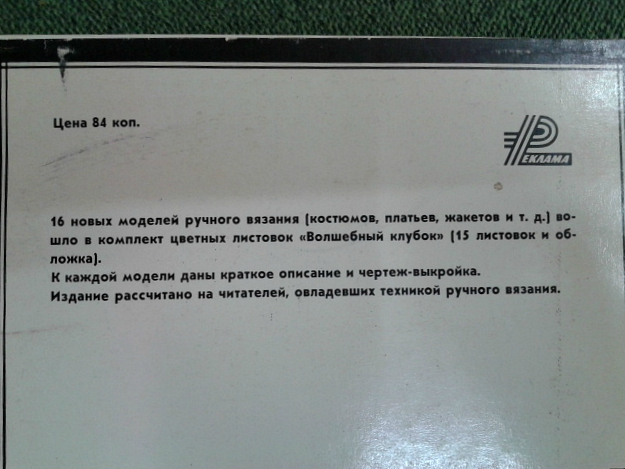 Цена 84 коп.
РЕКЛАМА
16 новых моделей ручного вязания (костюмов, платьев, жакетов и т. д.) во-
шло в комплект цветных листовок «Волшебный клубок» (15 листовок и об-
ложка).
К каждой модели даны краткое описание и чертеж-выкройка.
Издание рассчитано на читателей, овладевших техникой ручного вязания.